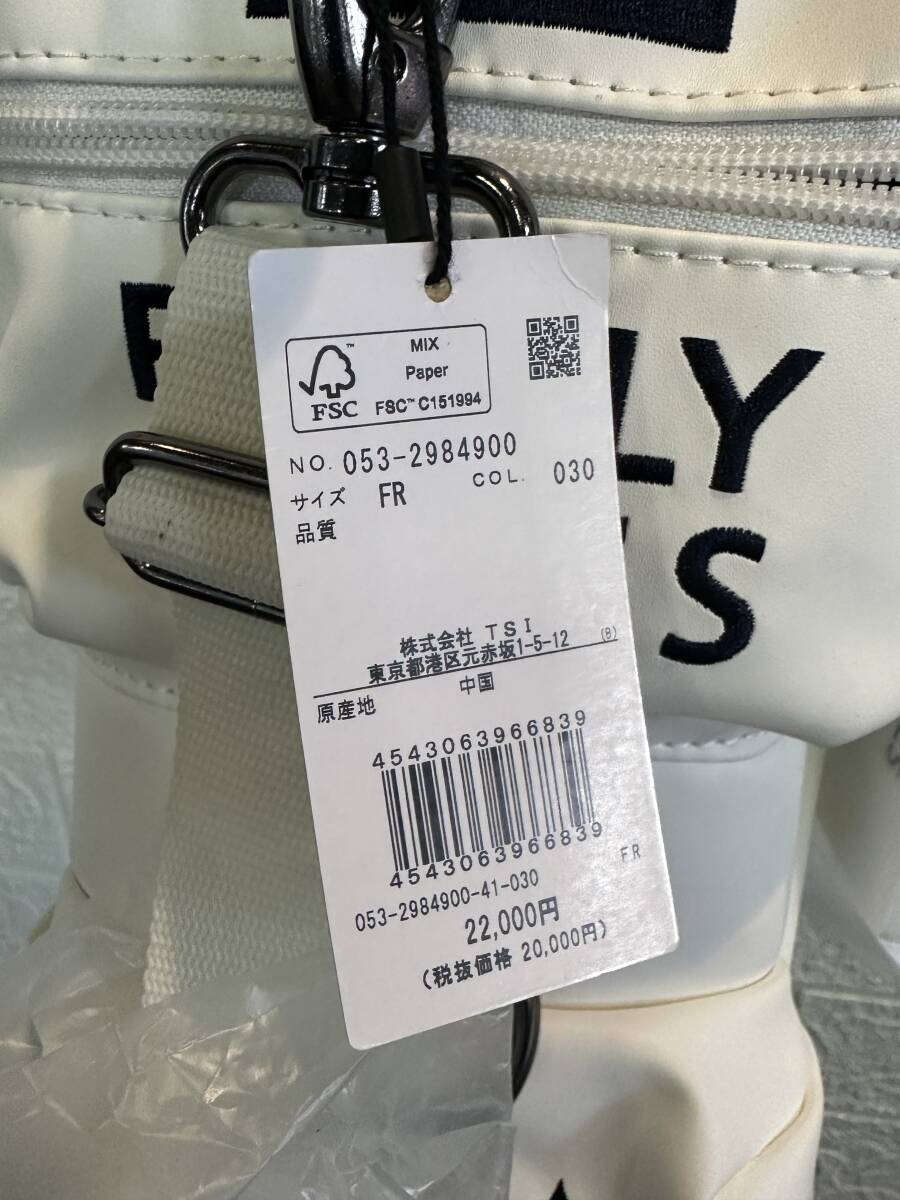 MIX
Paper
FSC
FSC™ C151994
NO. 053-2984900
サイズ FR COL. 030
品質
株式会社 TSI
東京都港区元赤坂1-5-12 (B)
原産地 中国
4543063966839
4543063966839
FR
053-2984900-41-030
22,000円
(税抜価格 20,000円)
LY
S